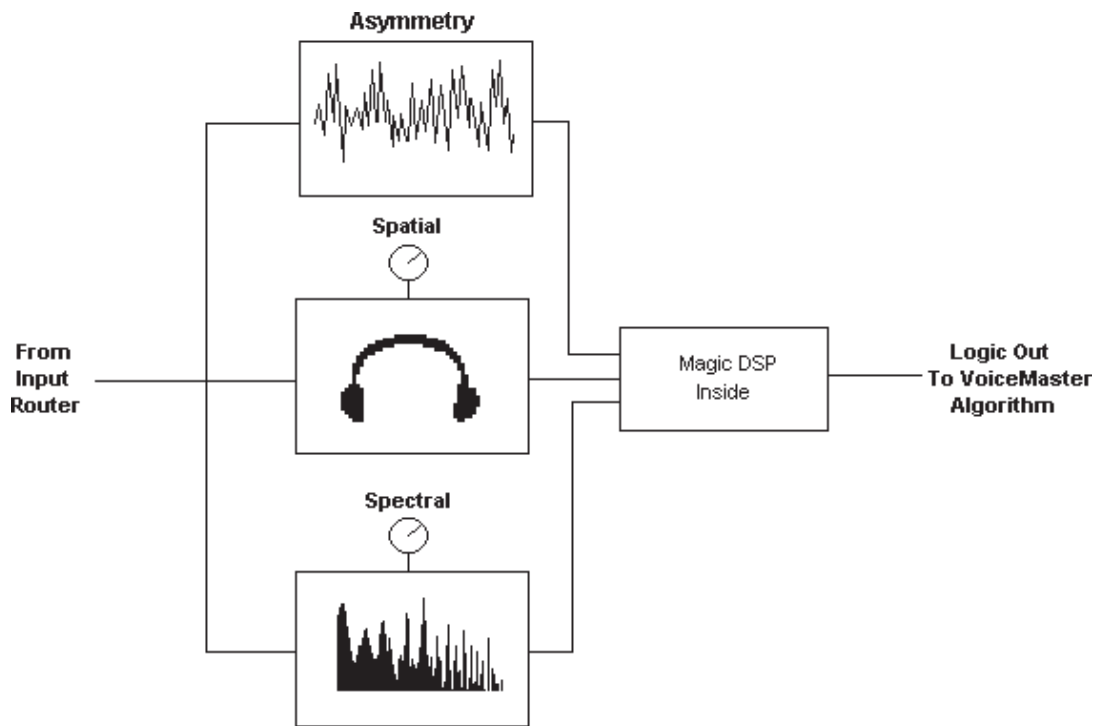 Asymmetry
Spatial
From
Input
Router
Magic DSP
Inside
Logic Out
To VoiceMaster
Algorithm
Spectral